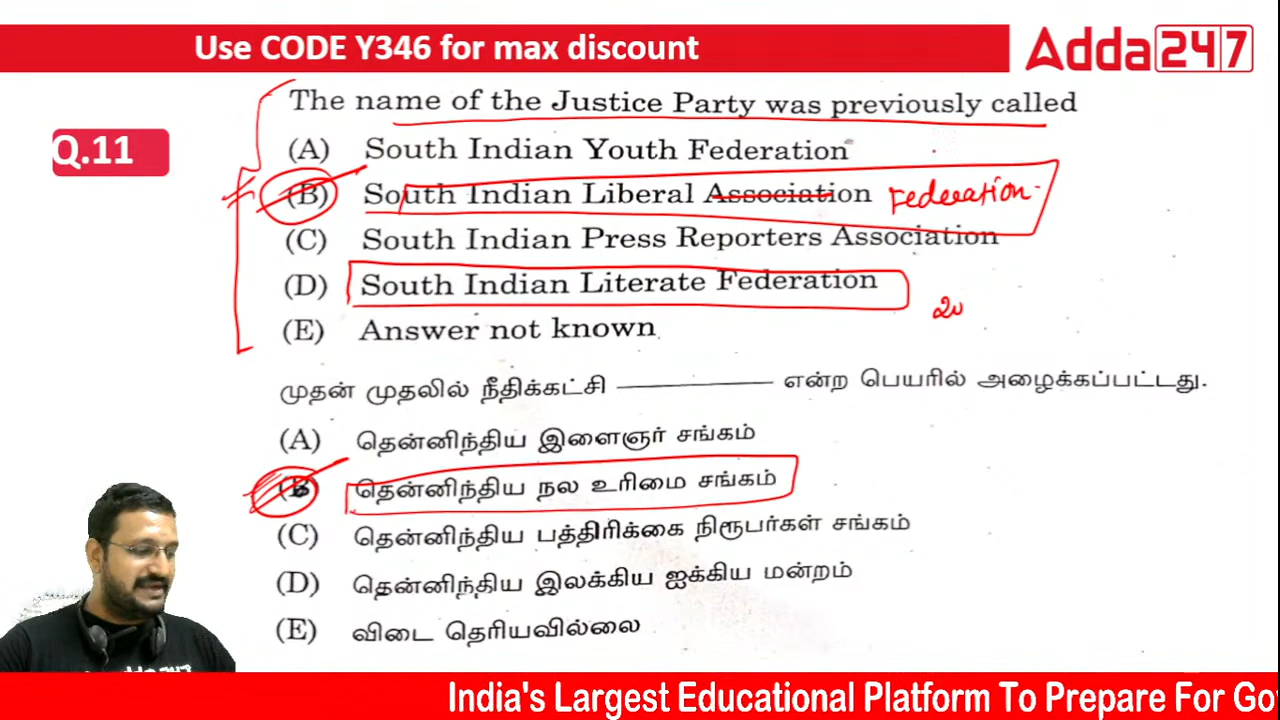 Use CODE Y346 for max discount
Adda247
Q.11
The name of the Justice Party was previously called
(A) South Indian Youth Federation
(B) South Indian Liberal Association Federation.
(C) South Indian Press Reporters Association
(D) South Indian Literate Federation
(E) Answer not known
முதன் முதலில் நீதிக்கட்சி ———— என்ற பெயரில் அழைக்கப்பட்டது.
(A) தென்னிந்திய இளைஞர் சங்கம்
(B) தென்னிந்திய நல உரிமை சங்கம்
(C) தென்னிந்திய பத்திரிக்கை நிரூபர்கள் சங்கம்
(D) தென்னிந்திய இலக்கிய ஐக்கிய மன்றம்
(E) விடை தெரியவில்லை
India's Largest Educational Platform To Prepare For Go